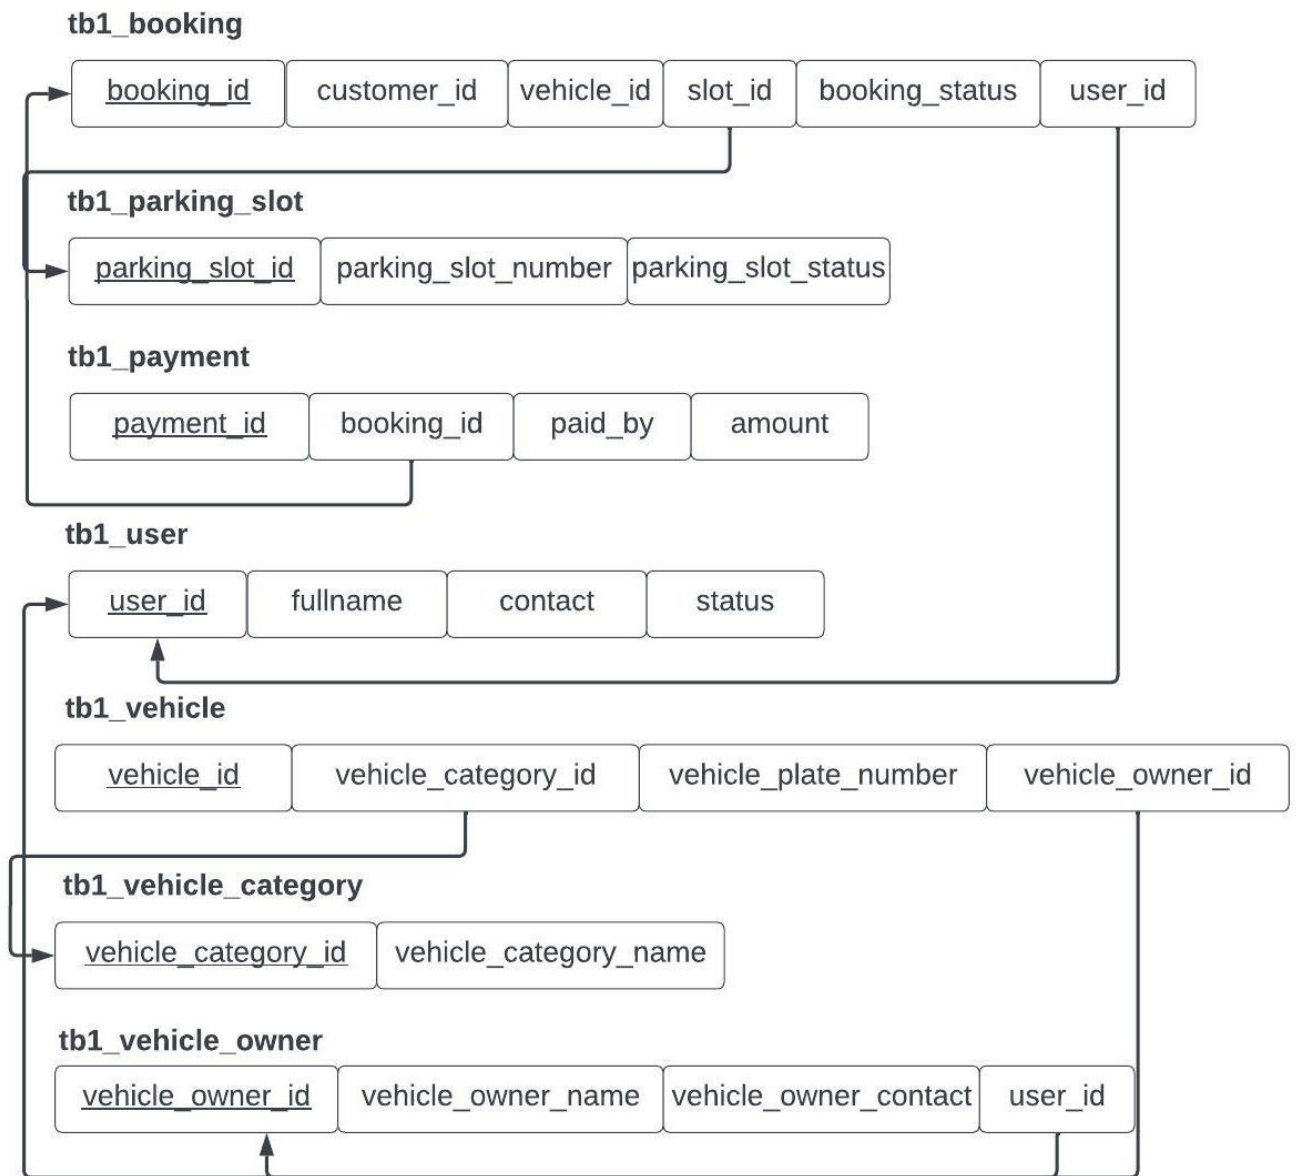 tb1_booking
booking_id customer_id vehicle_id slot_id booking_status user_id
tb1_parking_slot
parking_slot_id parking_slot_number parking_slot_status
tb1_payment
payment_id booking_id paid_by amount
tb1_user
user_id fullname contact status
tb1_vehicle
vehicle_id vehicle_category_id vehicle_plate_number vehicle_owner_id
tb1_vehicle_category
vehicle_category_id vehicle_category_name
tb1_vehicle_owner
vehicle_owner_id vehicle_owner_name vehicle_owner_contact user_id